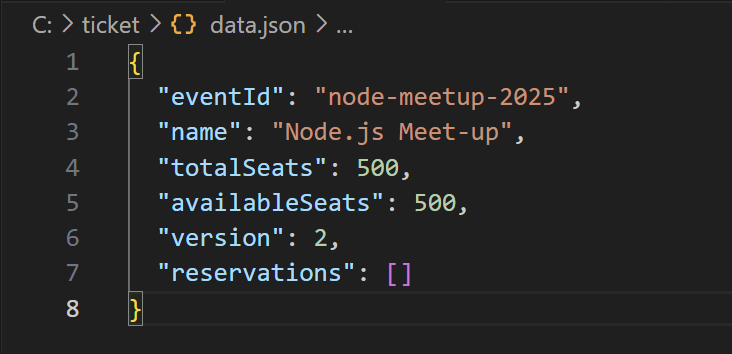 C: > ticket > {} data.json > ...
1 {
2 "eventId": "node-meetup-2025",
3 "name": "Node.js Meet-up",
4 "totalSeats": 500,
5 "availableSeats": 500,
6 "version": 2,
7 "reservations": []
8 }